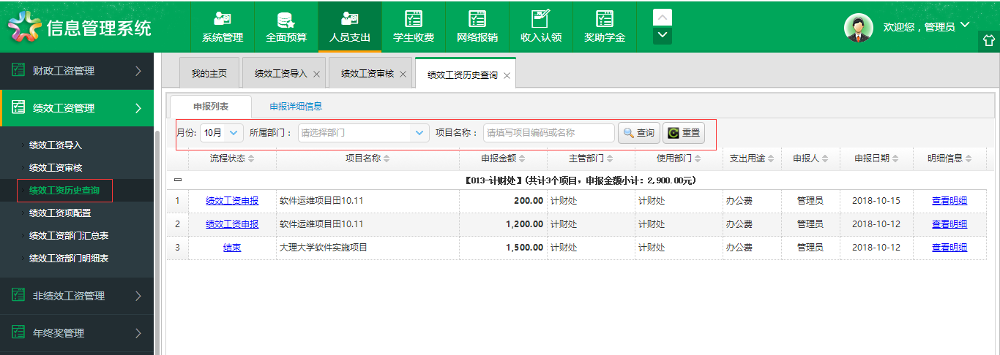 信息管理系统
系统管理 全面预算 人员支出 学生收费 网络报销 收入认领 奖助学金
欢迎您，管理员
财政工资管理
绩效工资管理
绩效工资导入
绩效工资审核
绩效工资历史查询
绩效工资项配置
绩效工资部门汇总表
绩效工资部门明细表
非绩效工资管理
年终奖管理
我的主页 绩效工资导入 绩效工资审核 绩效工资历史查询
申报列表 申报详细信息
月份: 10月 所属部门： 请选择部门 项目名称： 请填写项目编码或名称 查询 重置
流程状态 项目名称 申报金额 主管部门 使用部门 支出用途 申报人 申报日期 明细信息
【013-计财处】(共计3个项目，申报金额小计：2,900.00元)
1 绩效工资申报 软件运维项目田10.11 200.00 计财处 计财处 办公费 管理员 2018-10-15 查看明细
2 绩效工资申报 软件运维项目田10.11 1,200.00 计财处 计财处 办公费 管理员 2018-10-12 查看明细
3 结束 大理大学软件实施项目 1,500.00 计财处 计财处 办公费 管理员 2018-10-12 查看明细